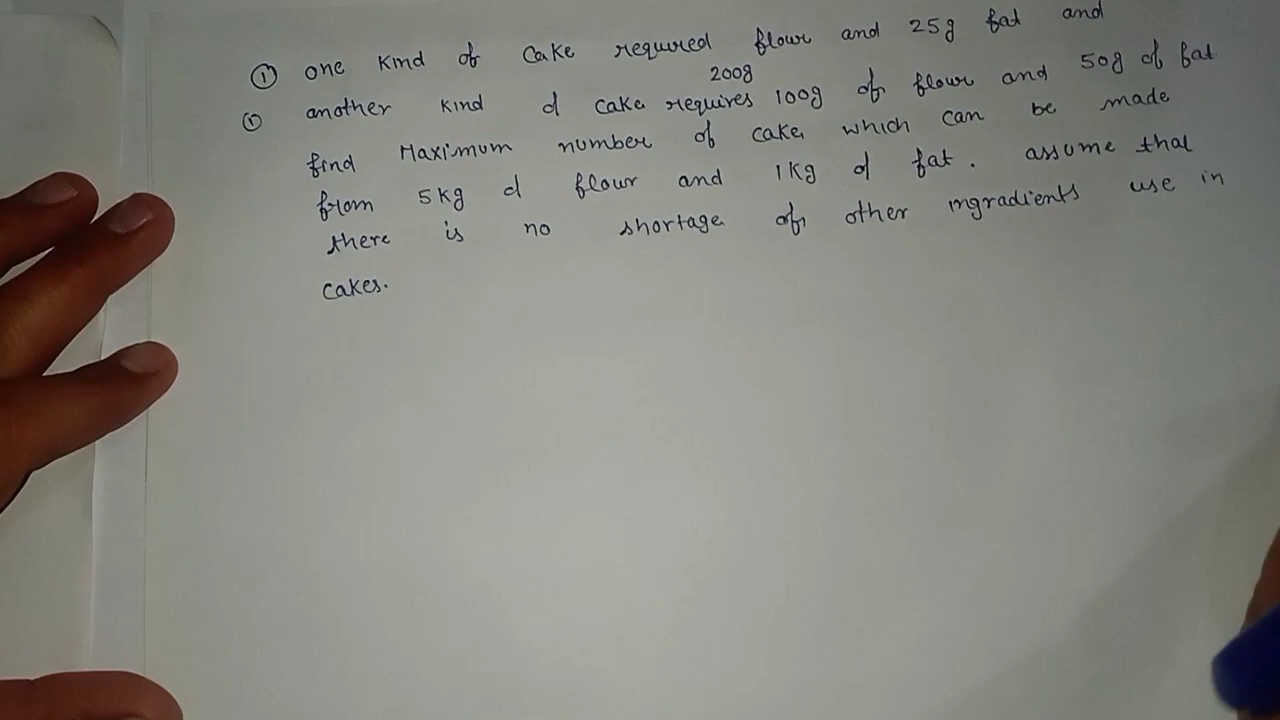 ① one kind of cake required flour and 25g fat and
200g
① another kind of cake requires 100g of flour and 50g of fat
find Maximum number of cake which can be made
from 5kg of flour and 1kg of fat. assume that
there is no shortage of other ingradients use in
cakes.